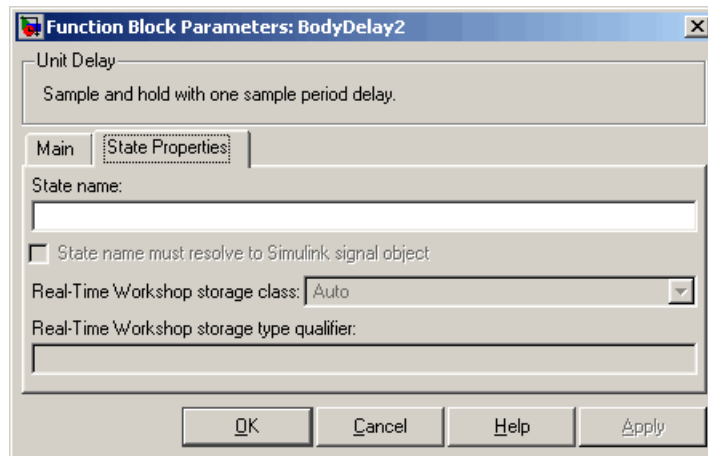 Function Block Parameters: BodyDelay2
Unit Delay
Sample and hold with one sample period delay.
Main State Properties
State name:
State name must resolve to Simulink signal object
Real-Time Workshop storage class: Auto
Real-Time Workshop storage type qualifier:
OK Cancel Help Apply